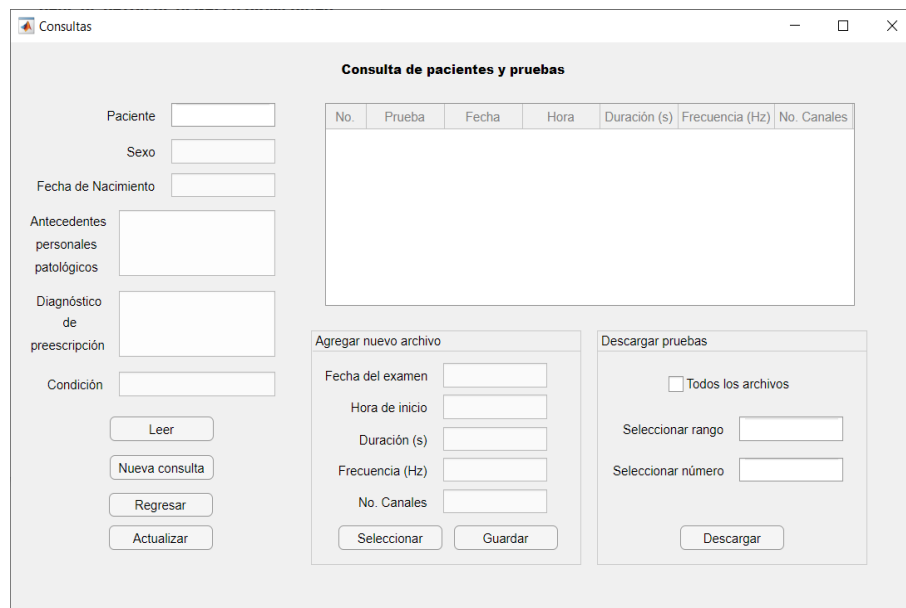 Consultas
Consulta de pacientes y pruebas
Paciente
Sexo
Fecha de Nacimiento
Antecedentes
personales
patológicos
Diagnóstico
de
preescripción
Condición
Leer
Nueva consulta
Regresar
Actualizar
No. Prueba Fecha Hora Duración (s) Frecuencia (Hz) No. Canales
Agregar nuevo archivo
Fecha del examen
Hora de inicio
Duración (s)
Frecuencia (Hz)
No. Canales
Seleccionar Guardar
Descargar pruebas
Todos los archivos
Seleccionar rango
Seleccionar número
Descargar